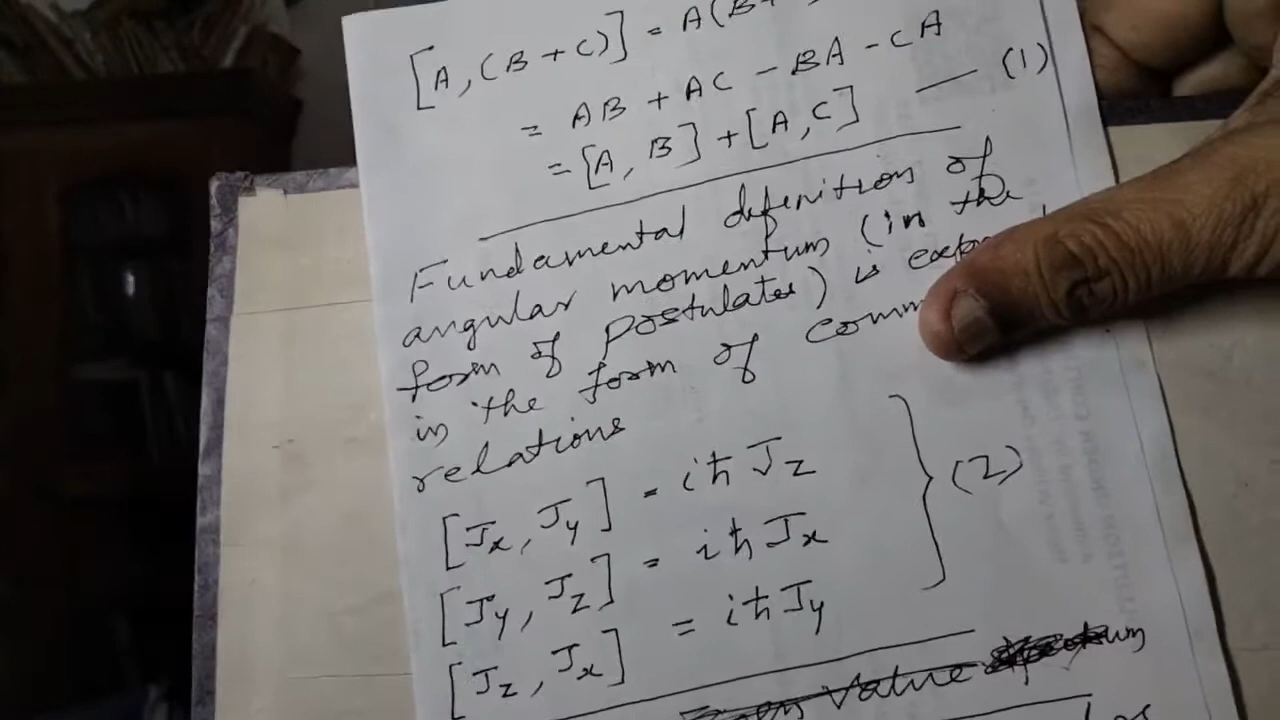 [A, (B + C)] = A(B+
= AB + AC - BA - CA
= [A, B] + [A, C] — (1)
Fundamental definition of
angular momentum (in the
form of postulates) is
in the form of
relations
[Jx, Jy] = iħ Jz
[Jy, Jz] = iħ Jx } (2)
[Jz, Jx] = iħ Jy
Value